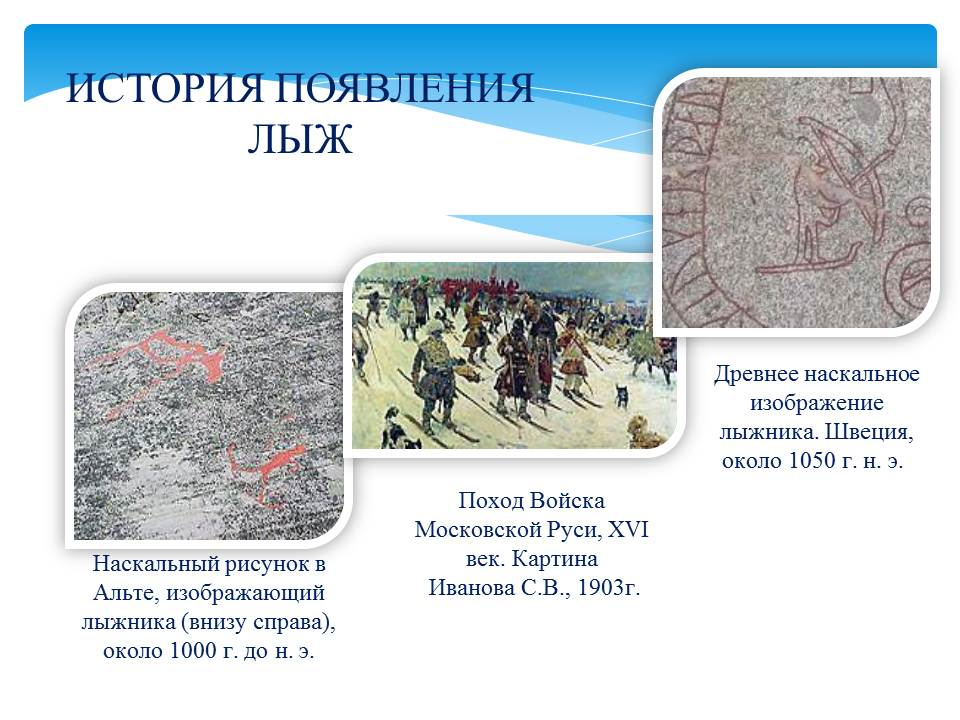 ИСТОРИЯ ПОЯВЛЕНИЯ
ЛЫЖ
Наскальный рисунок в
Альте, изображающий
лыжника (внизу справа),
около 1000 г. до н. э.
Поход Войска
Московской Руси, XVI
век. Картина
Иванова С.В., 1903г.
Древнее наскальное
изображение
лыжника. Швеция,
около 1050 г. н. э.